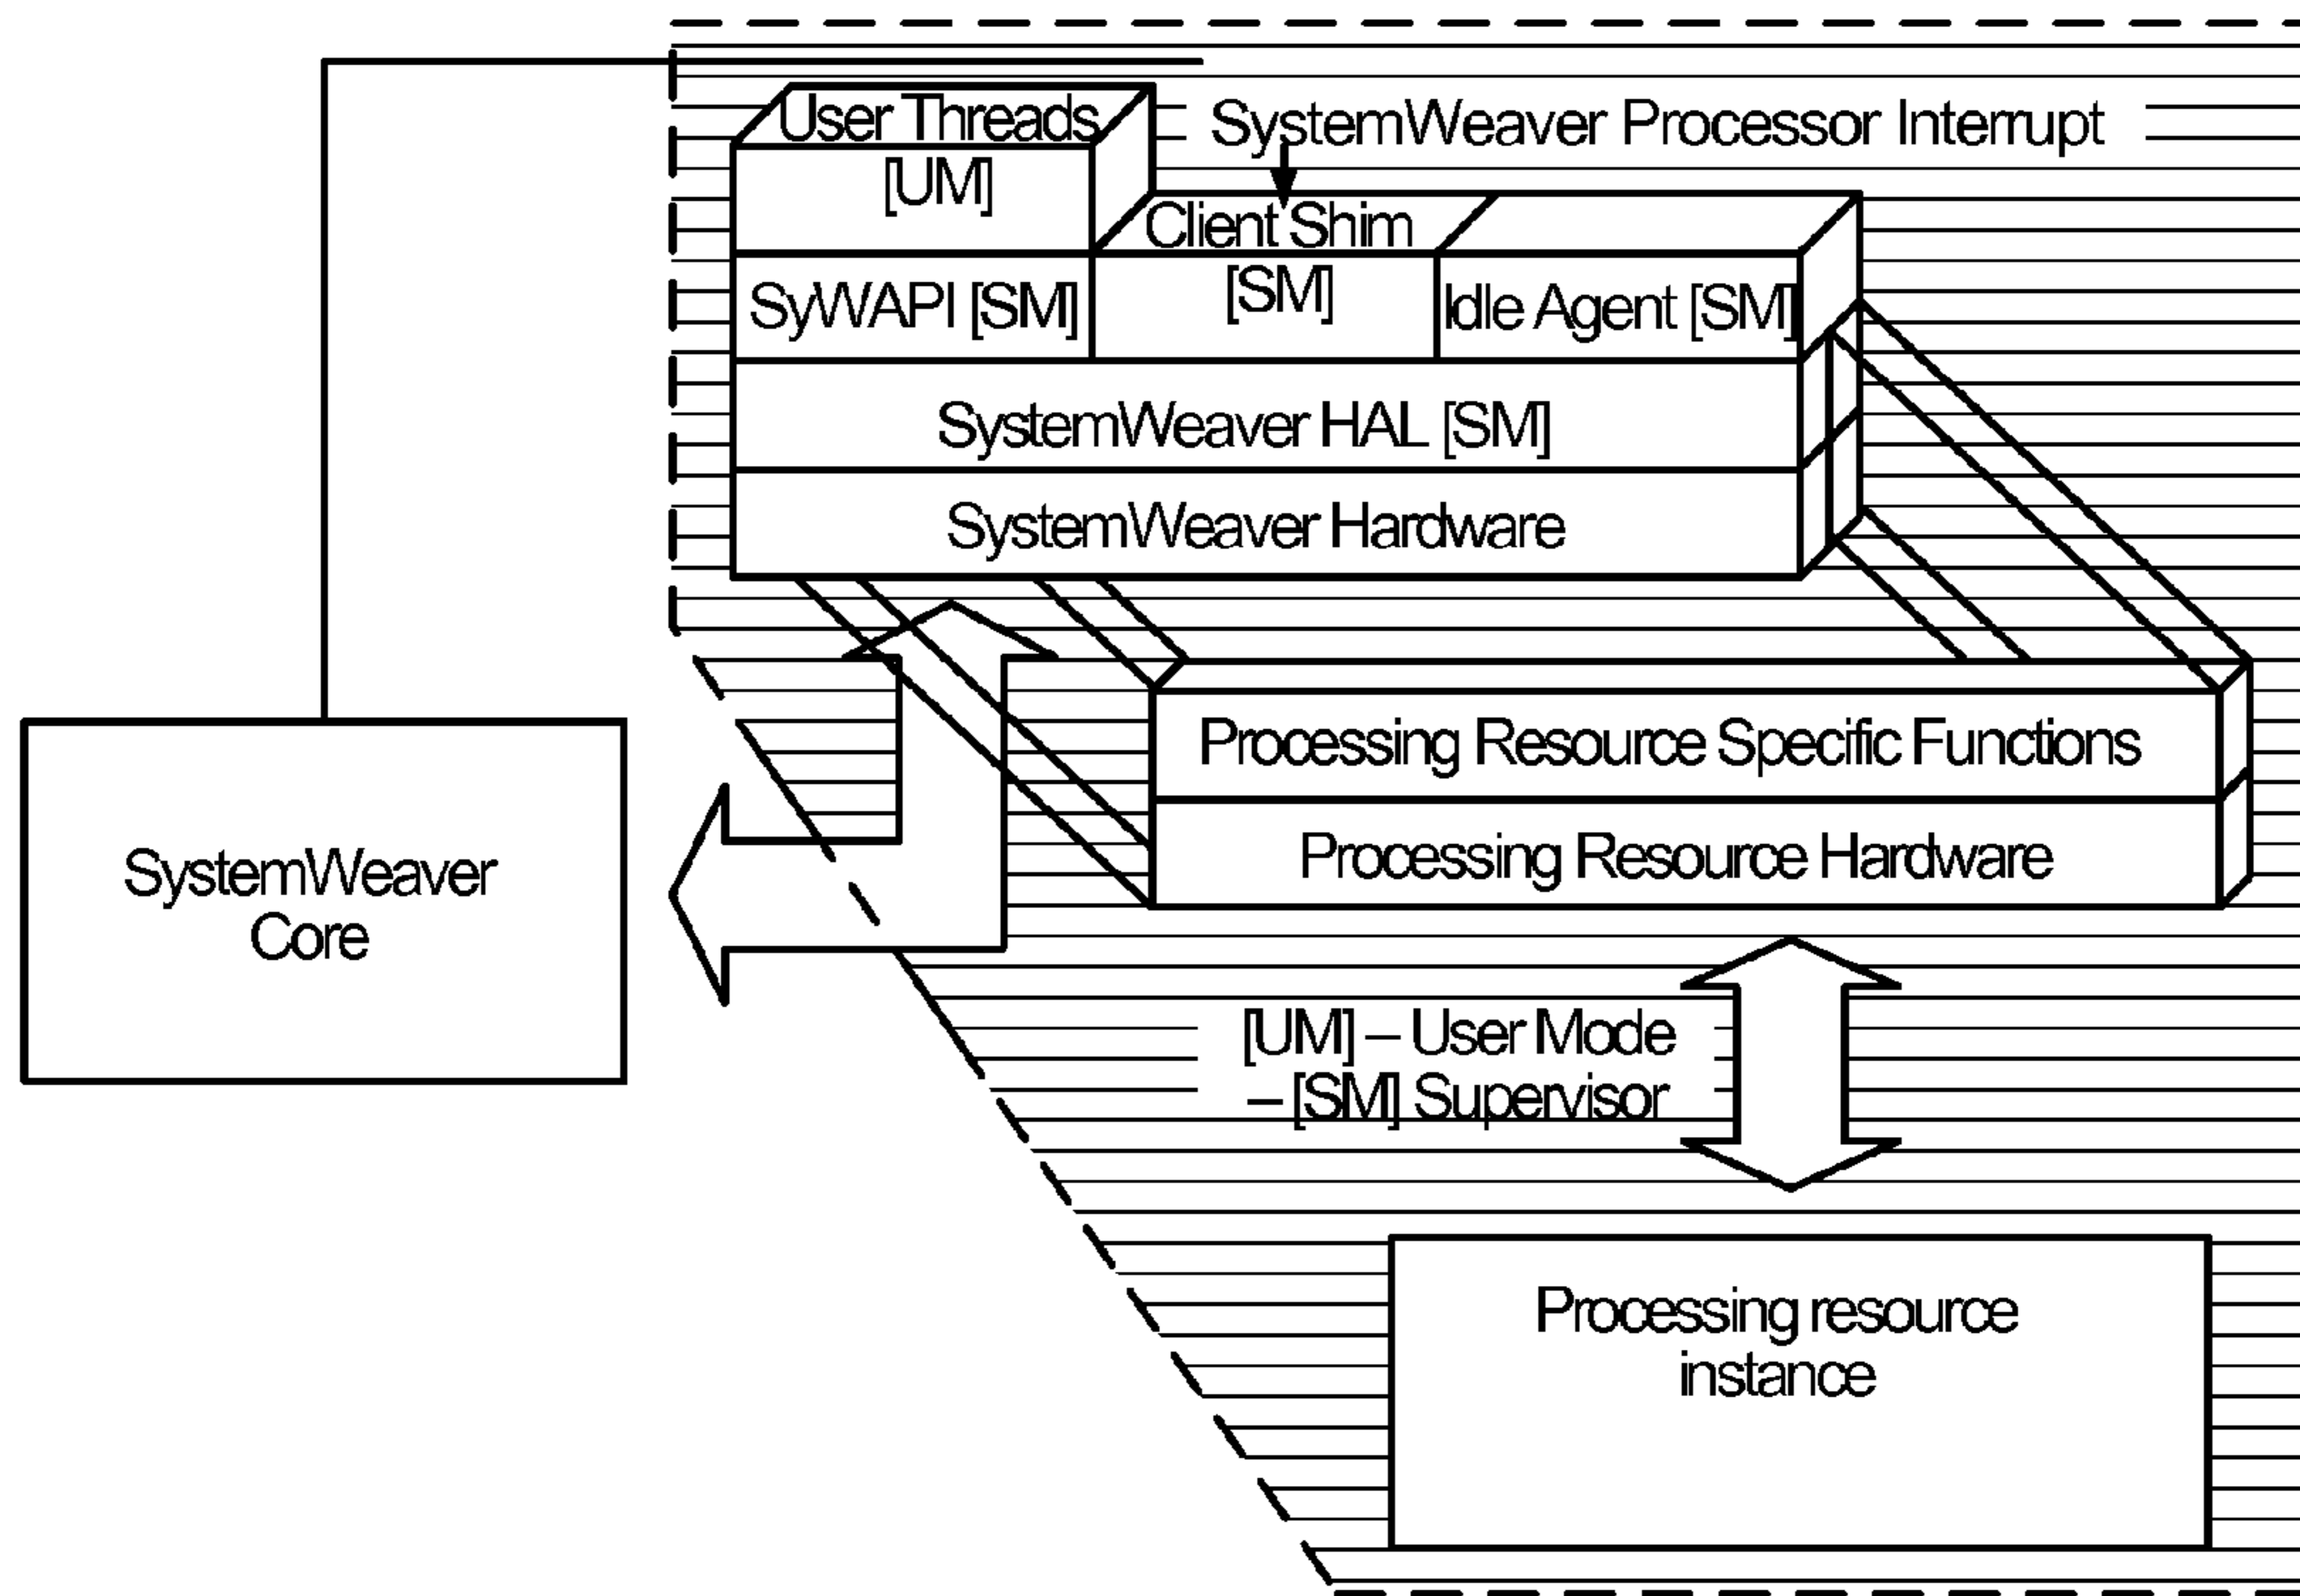 User Threads
[UM]
SystemWeaver Processor Interrupt
Client Shim
[SM]
SyWAPI [SM]
Idle Agent [SM]
SystemWeaver HAL [SM]
SystemWeaver Hardware
Processing Resource Specific Functions
Processing Resource Hardware
SystemWeaver
Core
[UM] – User Mode
– [SM] Supervisor
Processing resource
instance